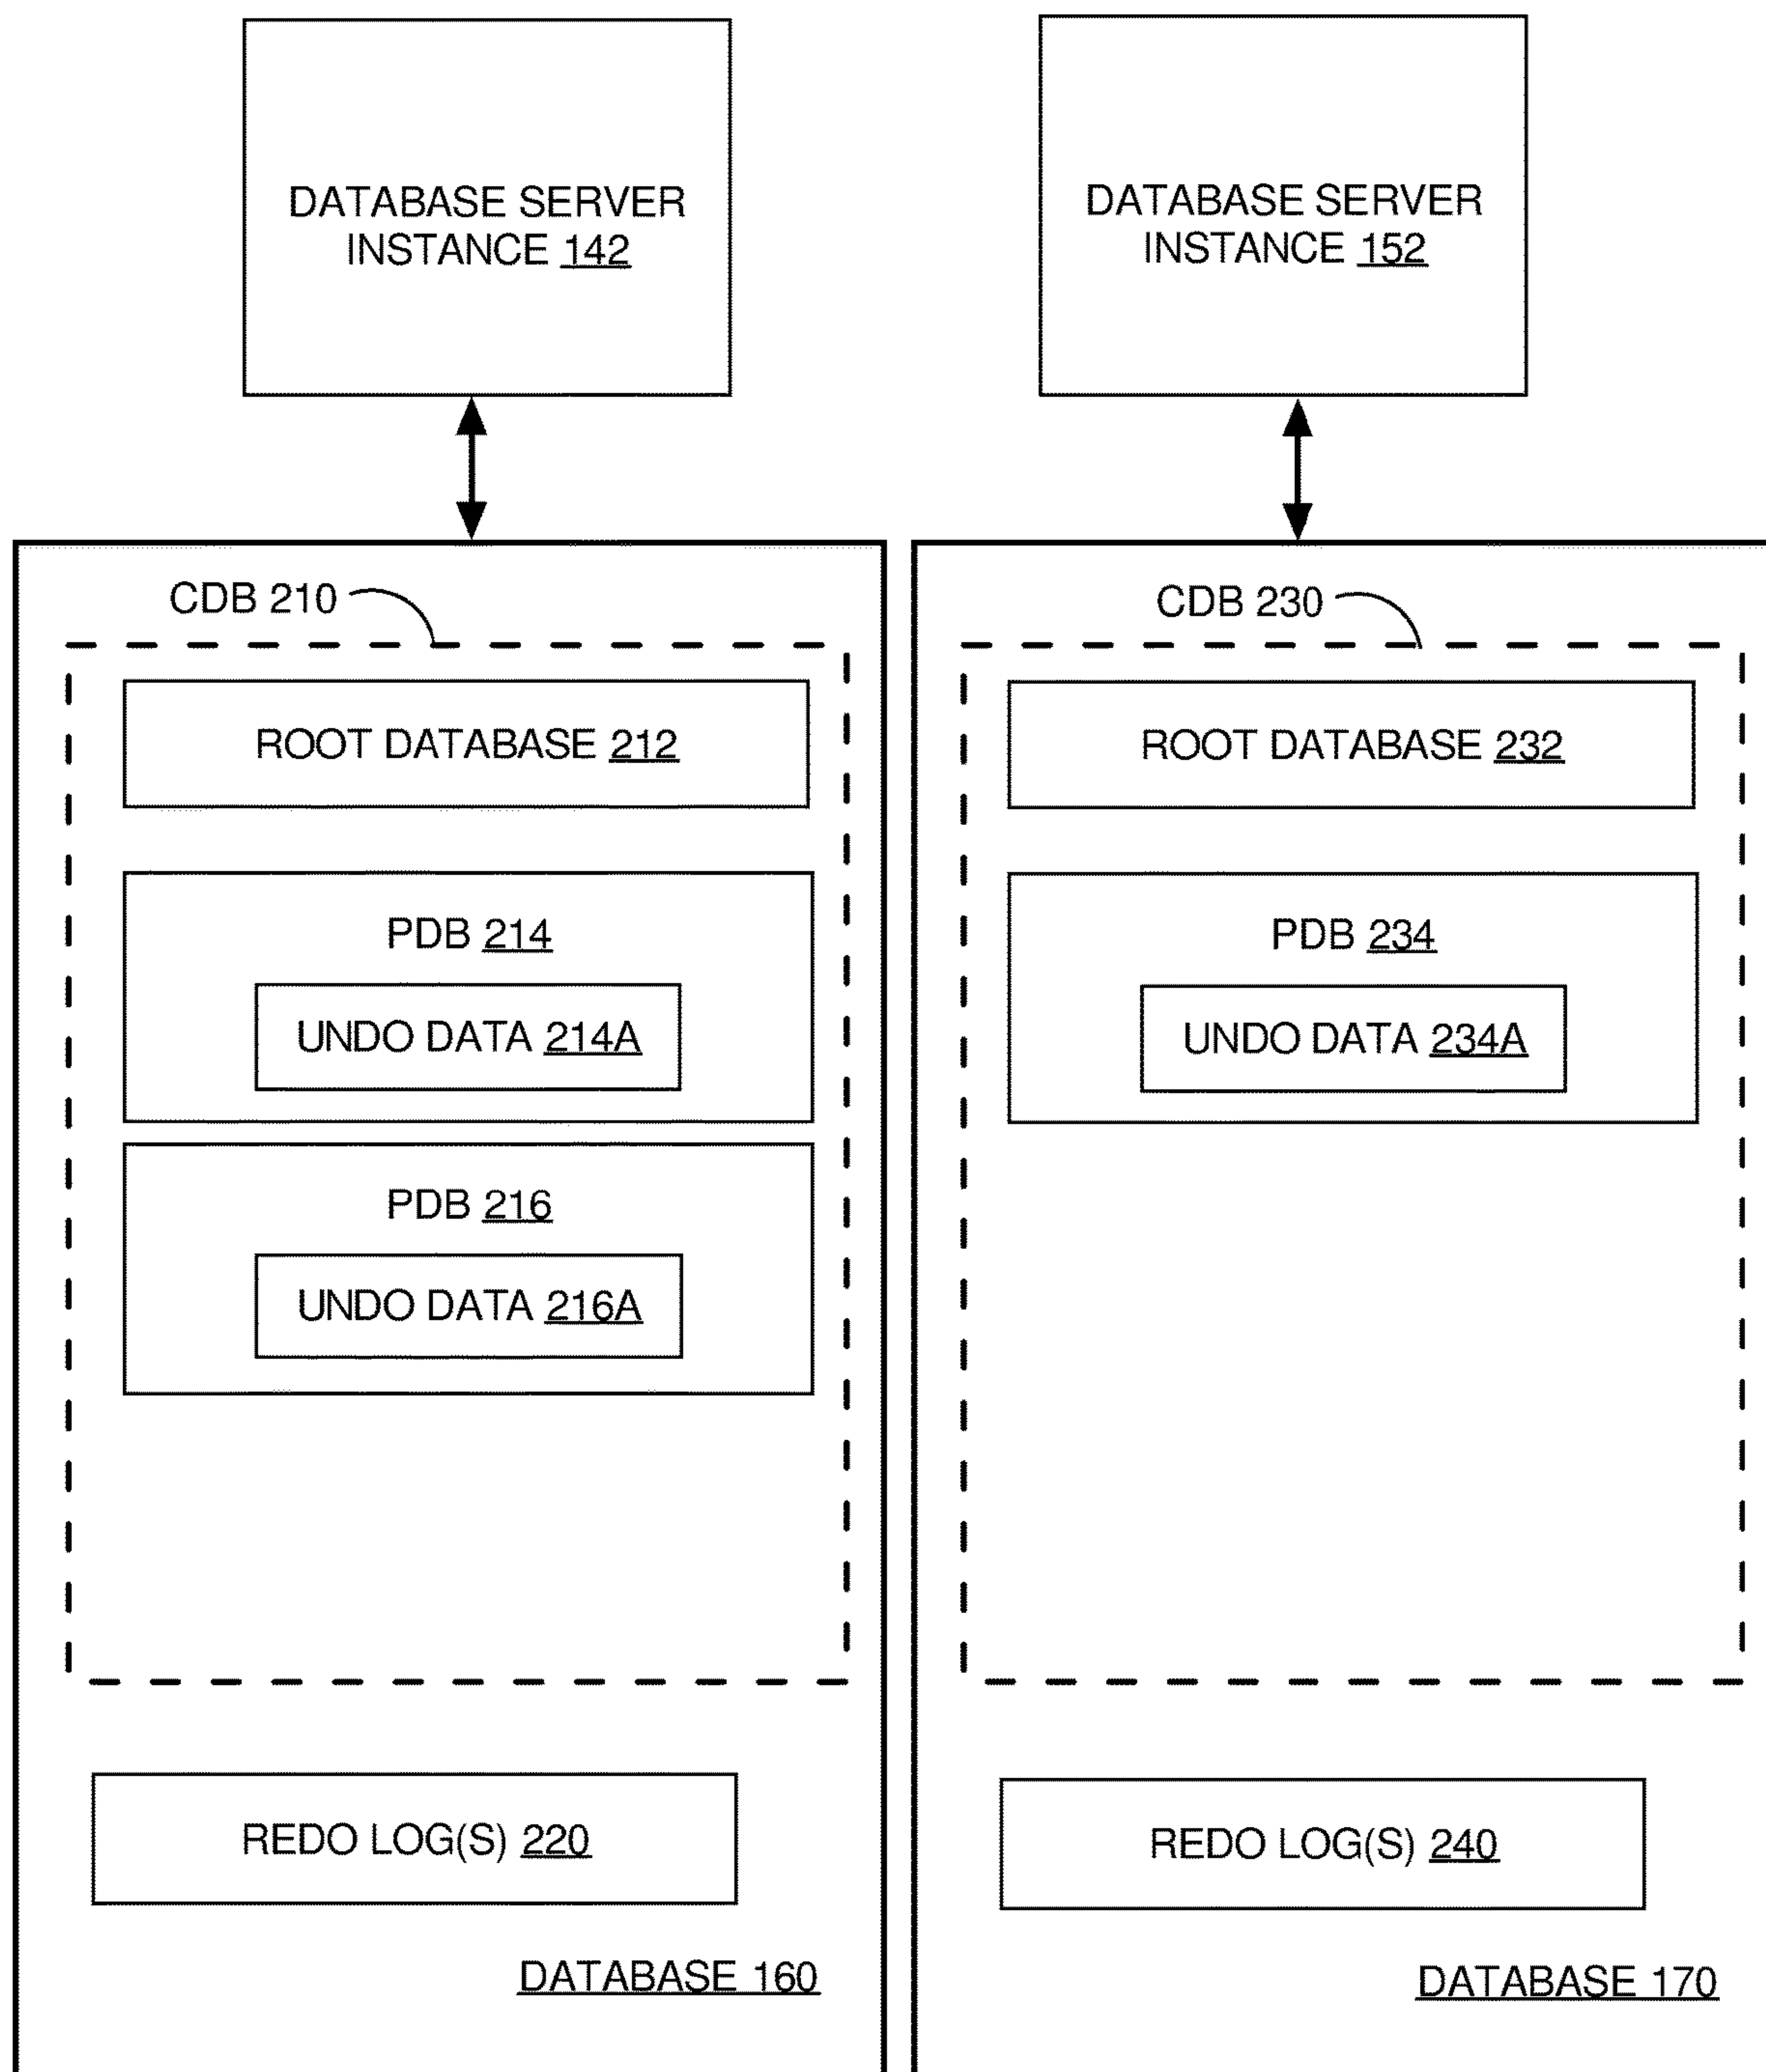 DATABASE SERVER
INSTANCE 142
DATABASE SERVER
INSTANCE 152
CDB 210
ROOT DATABASE 212
PDB 214
UNDO DATA 214A
PDB 216
UNDO DATA 216A
REDO LOG(S) 220
DATABASE 160
CDB 230
ROOT DATABASE 232
PDB 234
UNDO DATA 234A
REDO LOG(S) 240
DATABASE 170